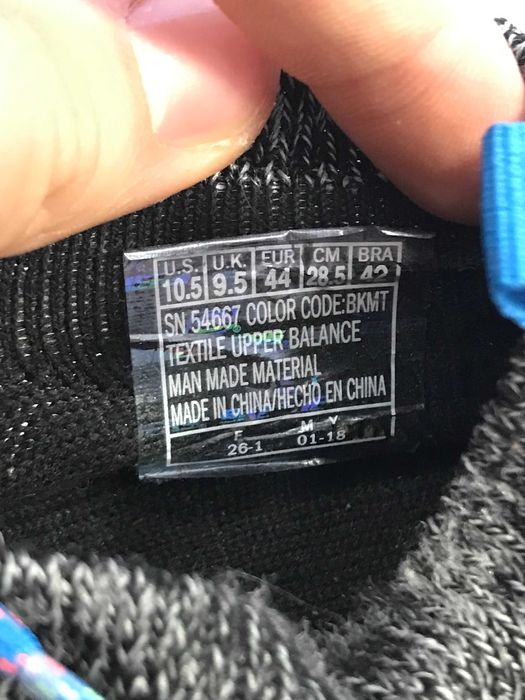 U.S. U.K. EUR CM BRA
10.5 9.5 44 28.5 42
SN 54667 COLOR CODE:BKMT
TEXTILE UPPER BALANCE
MAN MADE MATERIAL
MADE IN CHINA/HECHO EN CHINA
F M Y
26-1 01-18